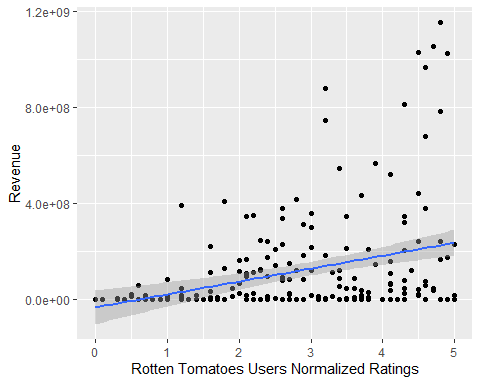 1.2e+09
8.0e+08
4.0e+08
0.0e+00
Revenue
0 1 2 3 4 5
Rotten Tomatoes Users Normalized Ratings